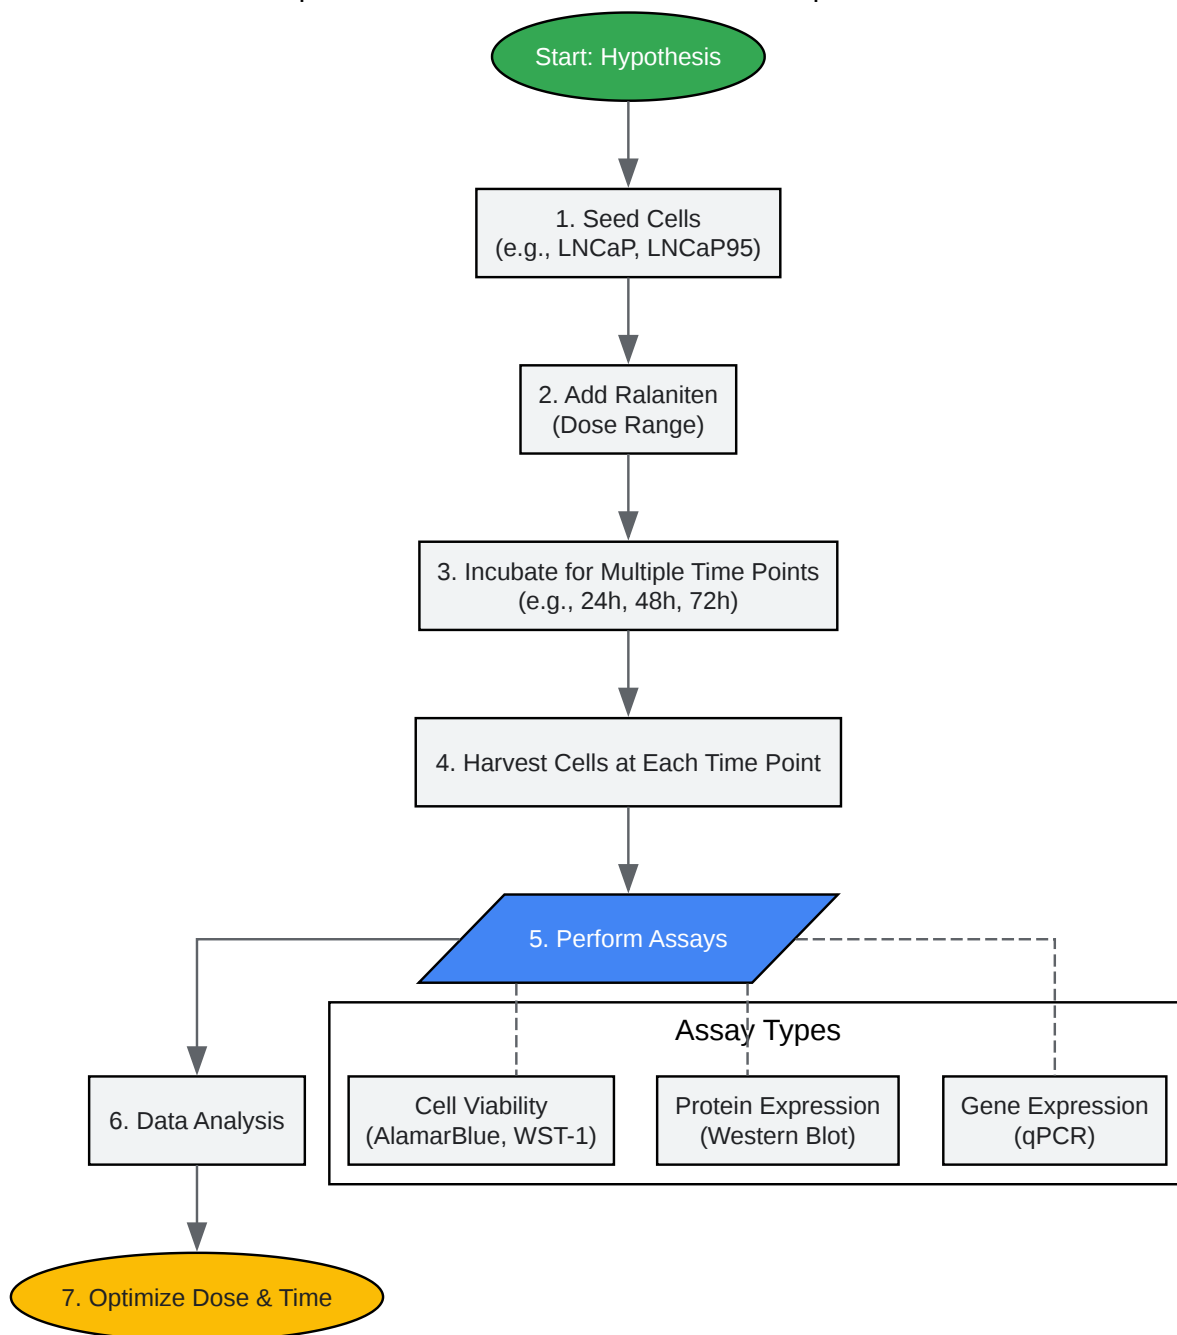 Start: Hypothesis
1. Seed Cells
(e.g., LNCaP, LNCaP95)
2. Add Ralaniten
(Dose Range)
3. Incubate for Multiple Time Points
(e.g., 24h, 48h, 72h)
4. Harvest Cells at Each Time Point
5. Perform Assays
Assay Types
6. Data Analysis
Cell Viability
(AlamarBlue, WST-1)
Protein Expression
(Western Blot)
Gene Expression
(qPCR)
7. Optimize Dose & Time